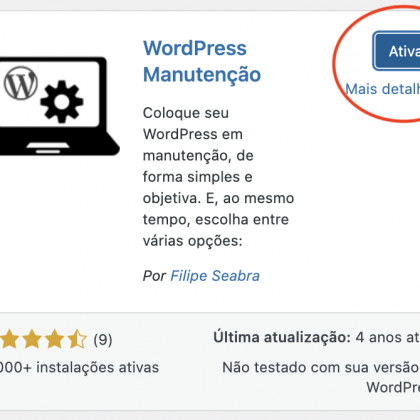 WordPress
Manutenção
Ativa
Mais detalh
Coloque seu
WordPress em
manutenção, de
forma simples e
objetiva. E, ao mesmo
tempo, escolha entre
várias opções:
Por Filipe Seabra
(9)
Última atualização: 4 anos at
000+ instalações ativas
Não testado com sua versão
WordPre